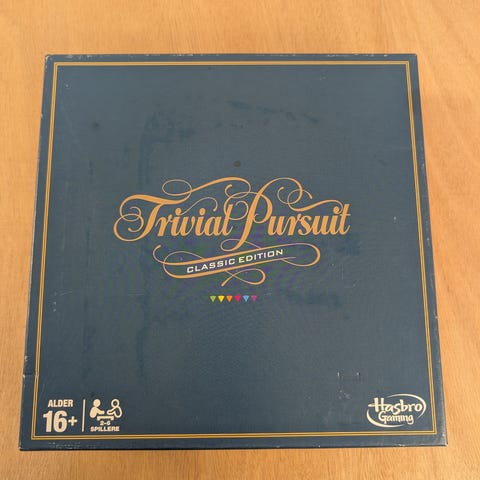 Trivial Pursuit
CLASSIC EDITION
ALDER
16+
2-6
SPILLERE
Hasbro
Gaming